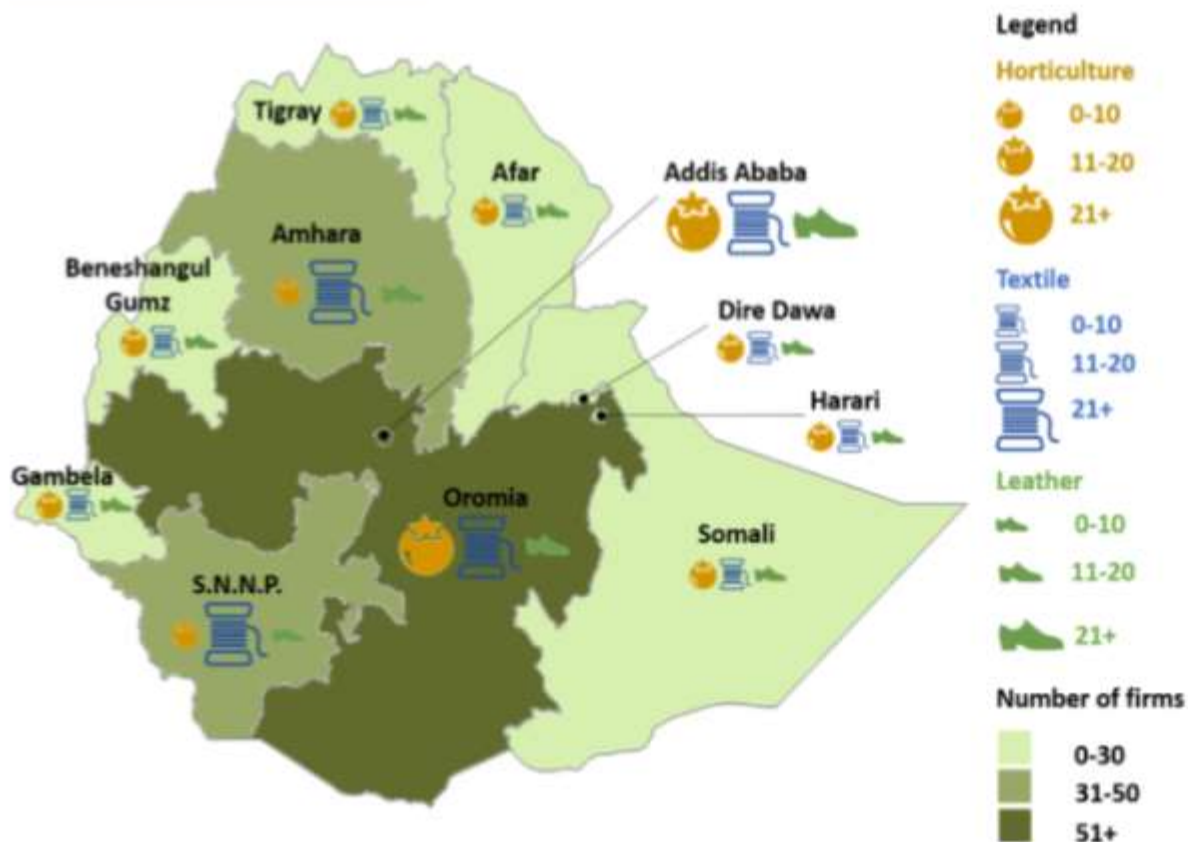 Tigray
Afar
Addis Ababa
Amhara
Beneshangul
Gumz
Dire Dawa
Harari
Gambela
Oromia
Somali
S.N.N.P.
Legend
Horticulture
0-10
11-20
21+
Textile
0-10
11-20
21+
Leather
0-10
11-20
21+
Number of firms
0-30
31-50
51+